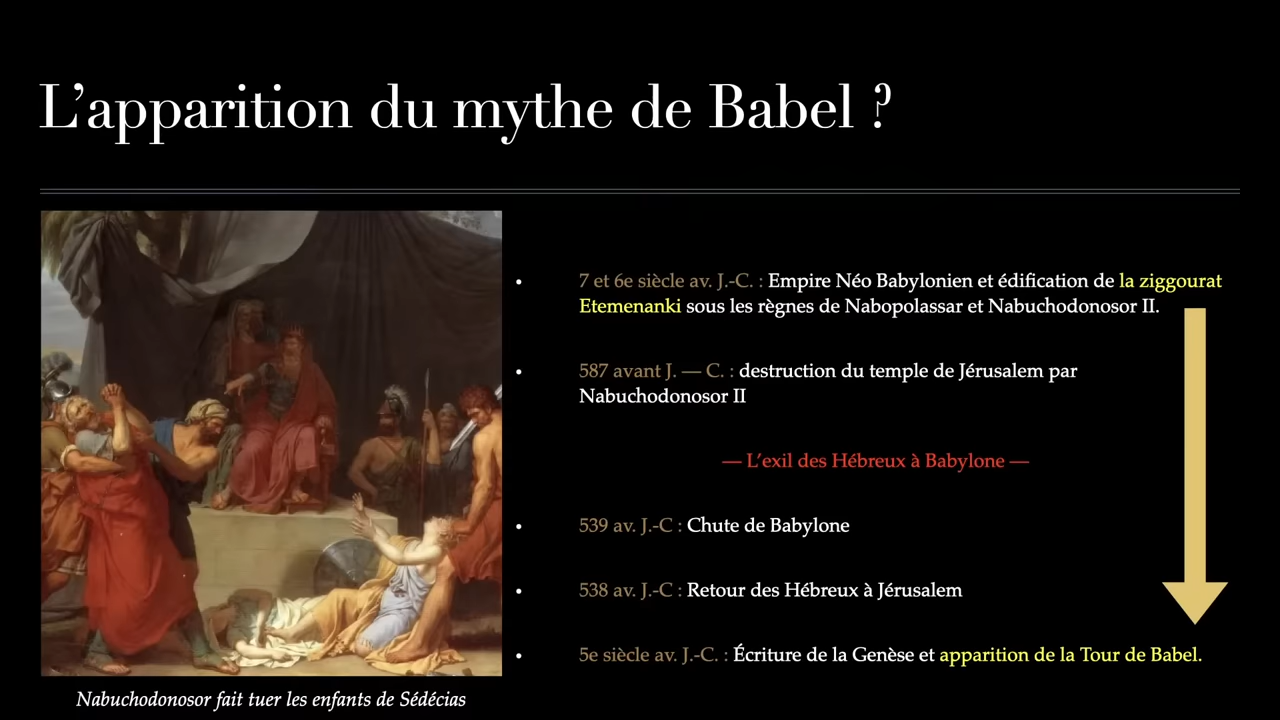 L’apparition du mythe de Babel ?
• 7 et 6e siècle av. J.-C. : Empire Néo Babylonien et édification de la ziggourat
Etemenanki sous les règnes de Nabopolassar et Nabuchodonosor II.
• 587 avant J. — C. : destruction du temple de Jérusalem par
Nabuchodonosor II
— L’exil des Hébreux à Babylone —
• 539 av. J.-C : Chute de Babylone
• 538 av. J.-C : Retour des Hébreux à Jérusalem
• 5e siècle av. J.-C. : Écriture de la Genèse et apparition de la Tour de Babel.
Nabuchodonosor fait tuer les enfants de Sédécias